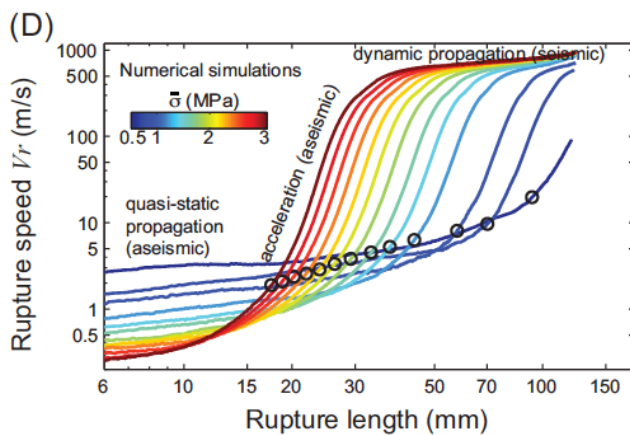 (D)
1000
500
100
50
10
5
1
0.5
Rupture speed Vr (m/s)
Numerical simulations
σ̄ (MPa)
0.5 1 2 3
dynamic propagation (seismic)
acceleration (aseismic)
quasi-static
propagation
(aseismic)
6 10 15 20 30 50 70 100 150
Rupture length (mm)